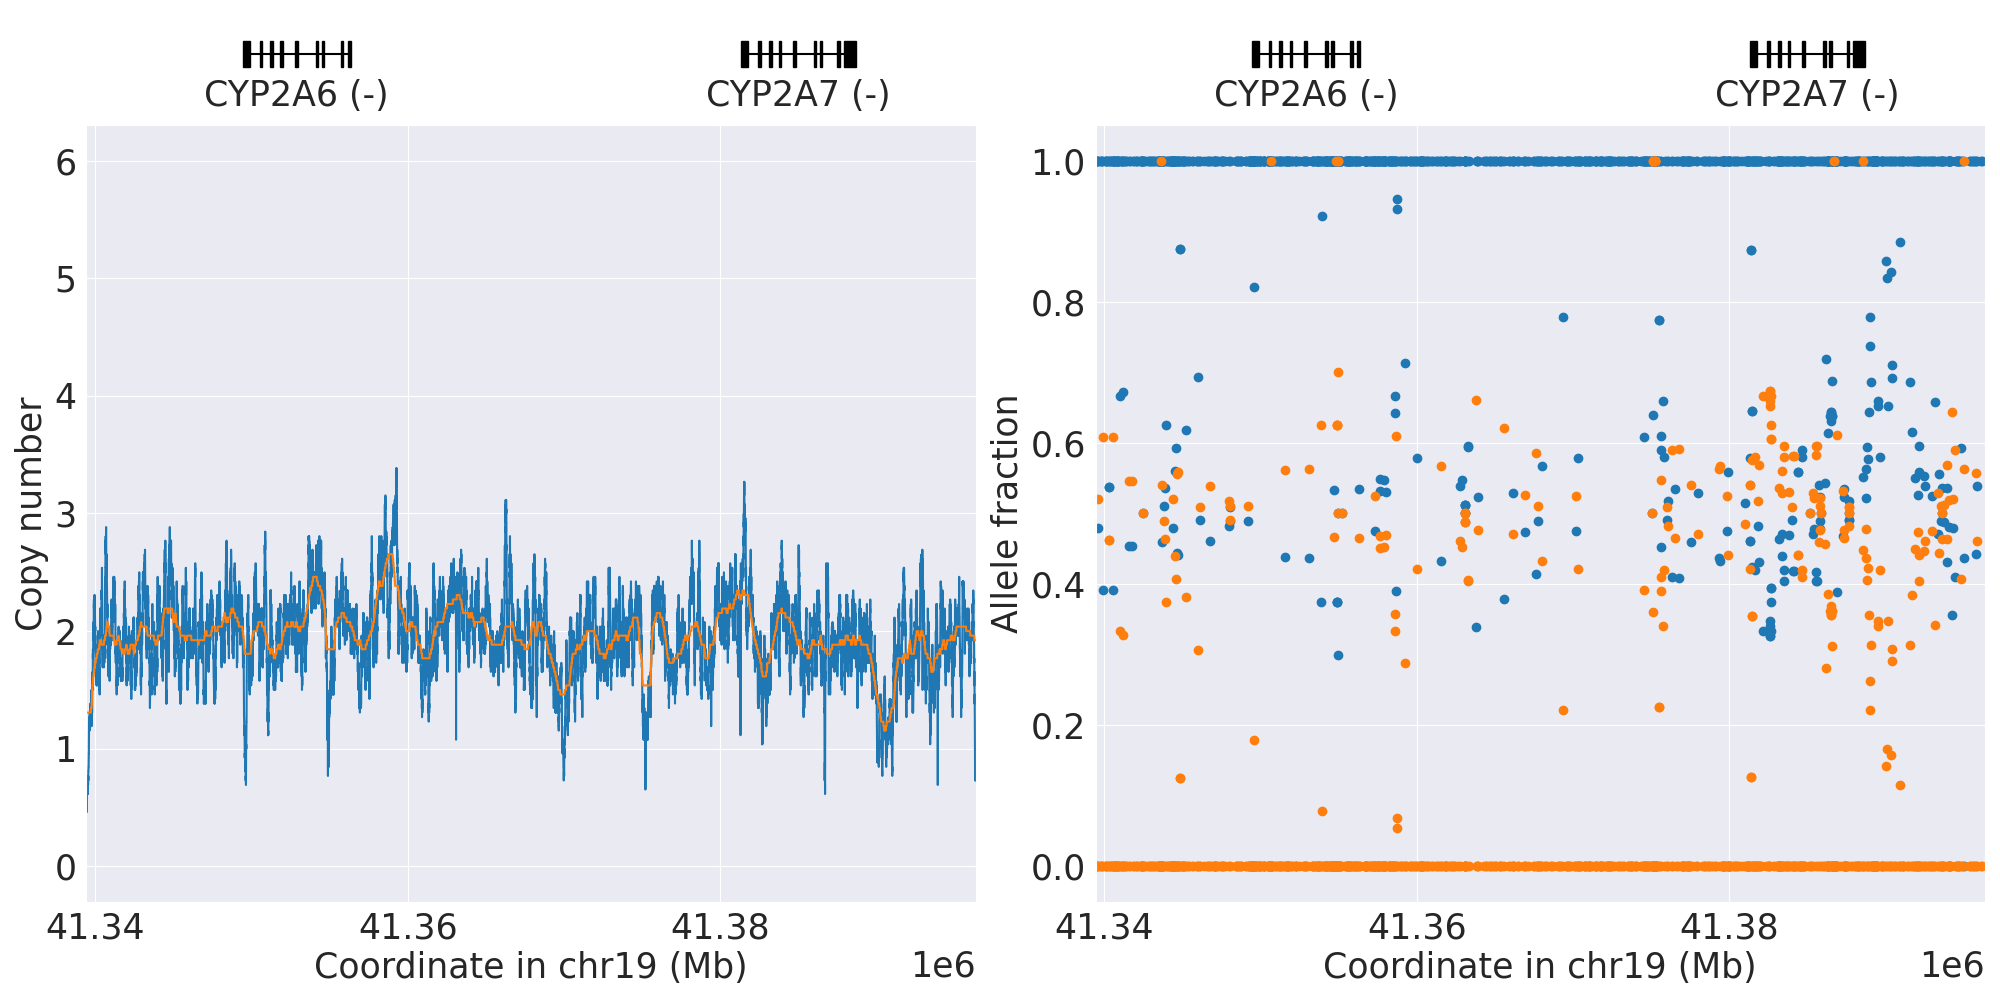 CYP2A6 (-) CYP2A7 (-)
Copy number
6
5
4
3
2
1
0
41.34 41.36 41.38
Coordinate in chr19 (Mb) 1e6
CYP2A6 (-) CYP2A7 (-)
Allele fraction
1.0
0.8
0.6
0.4
0.2
0.0
41.34 41.36 41.38
Coordinate in chr19 (Mb) 1e6